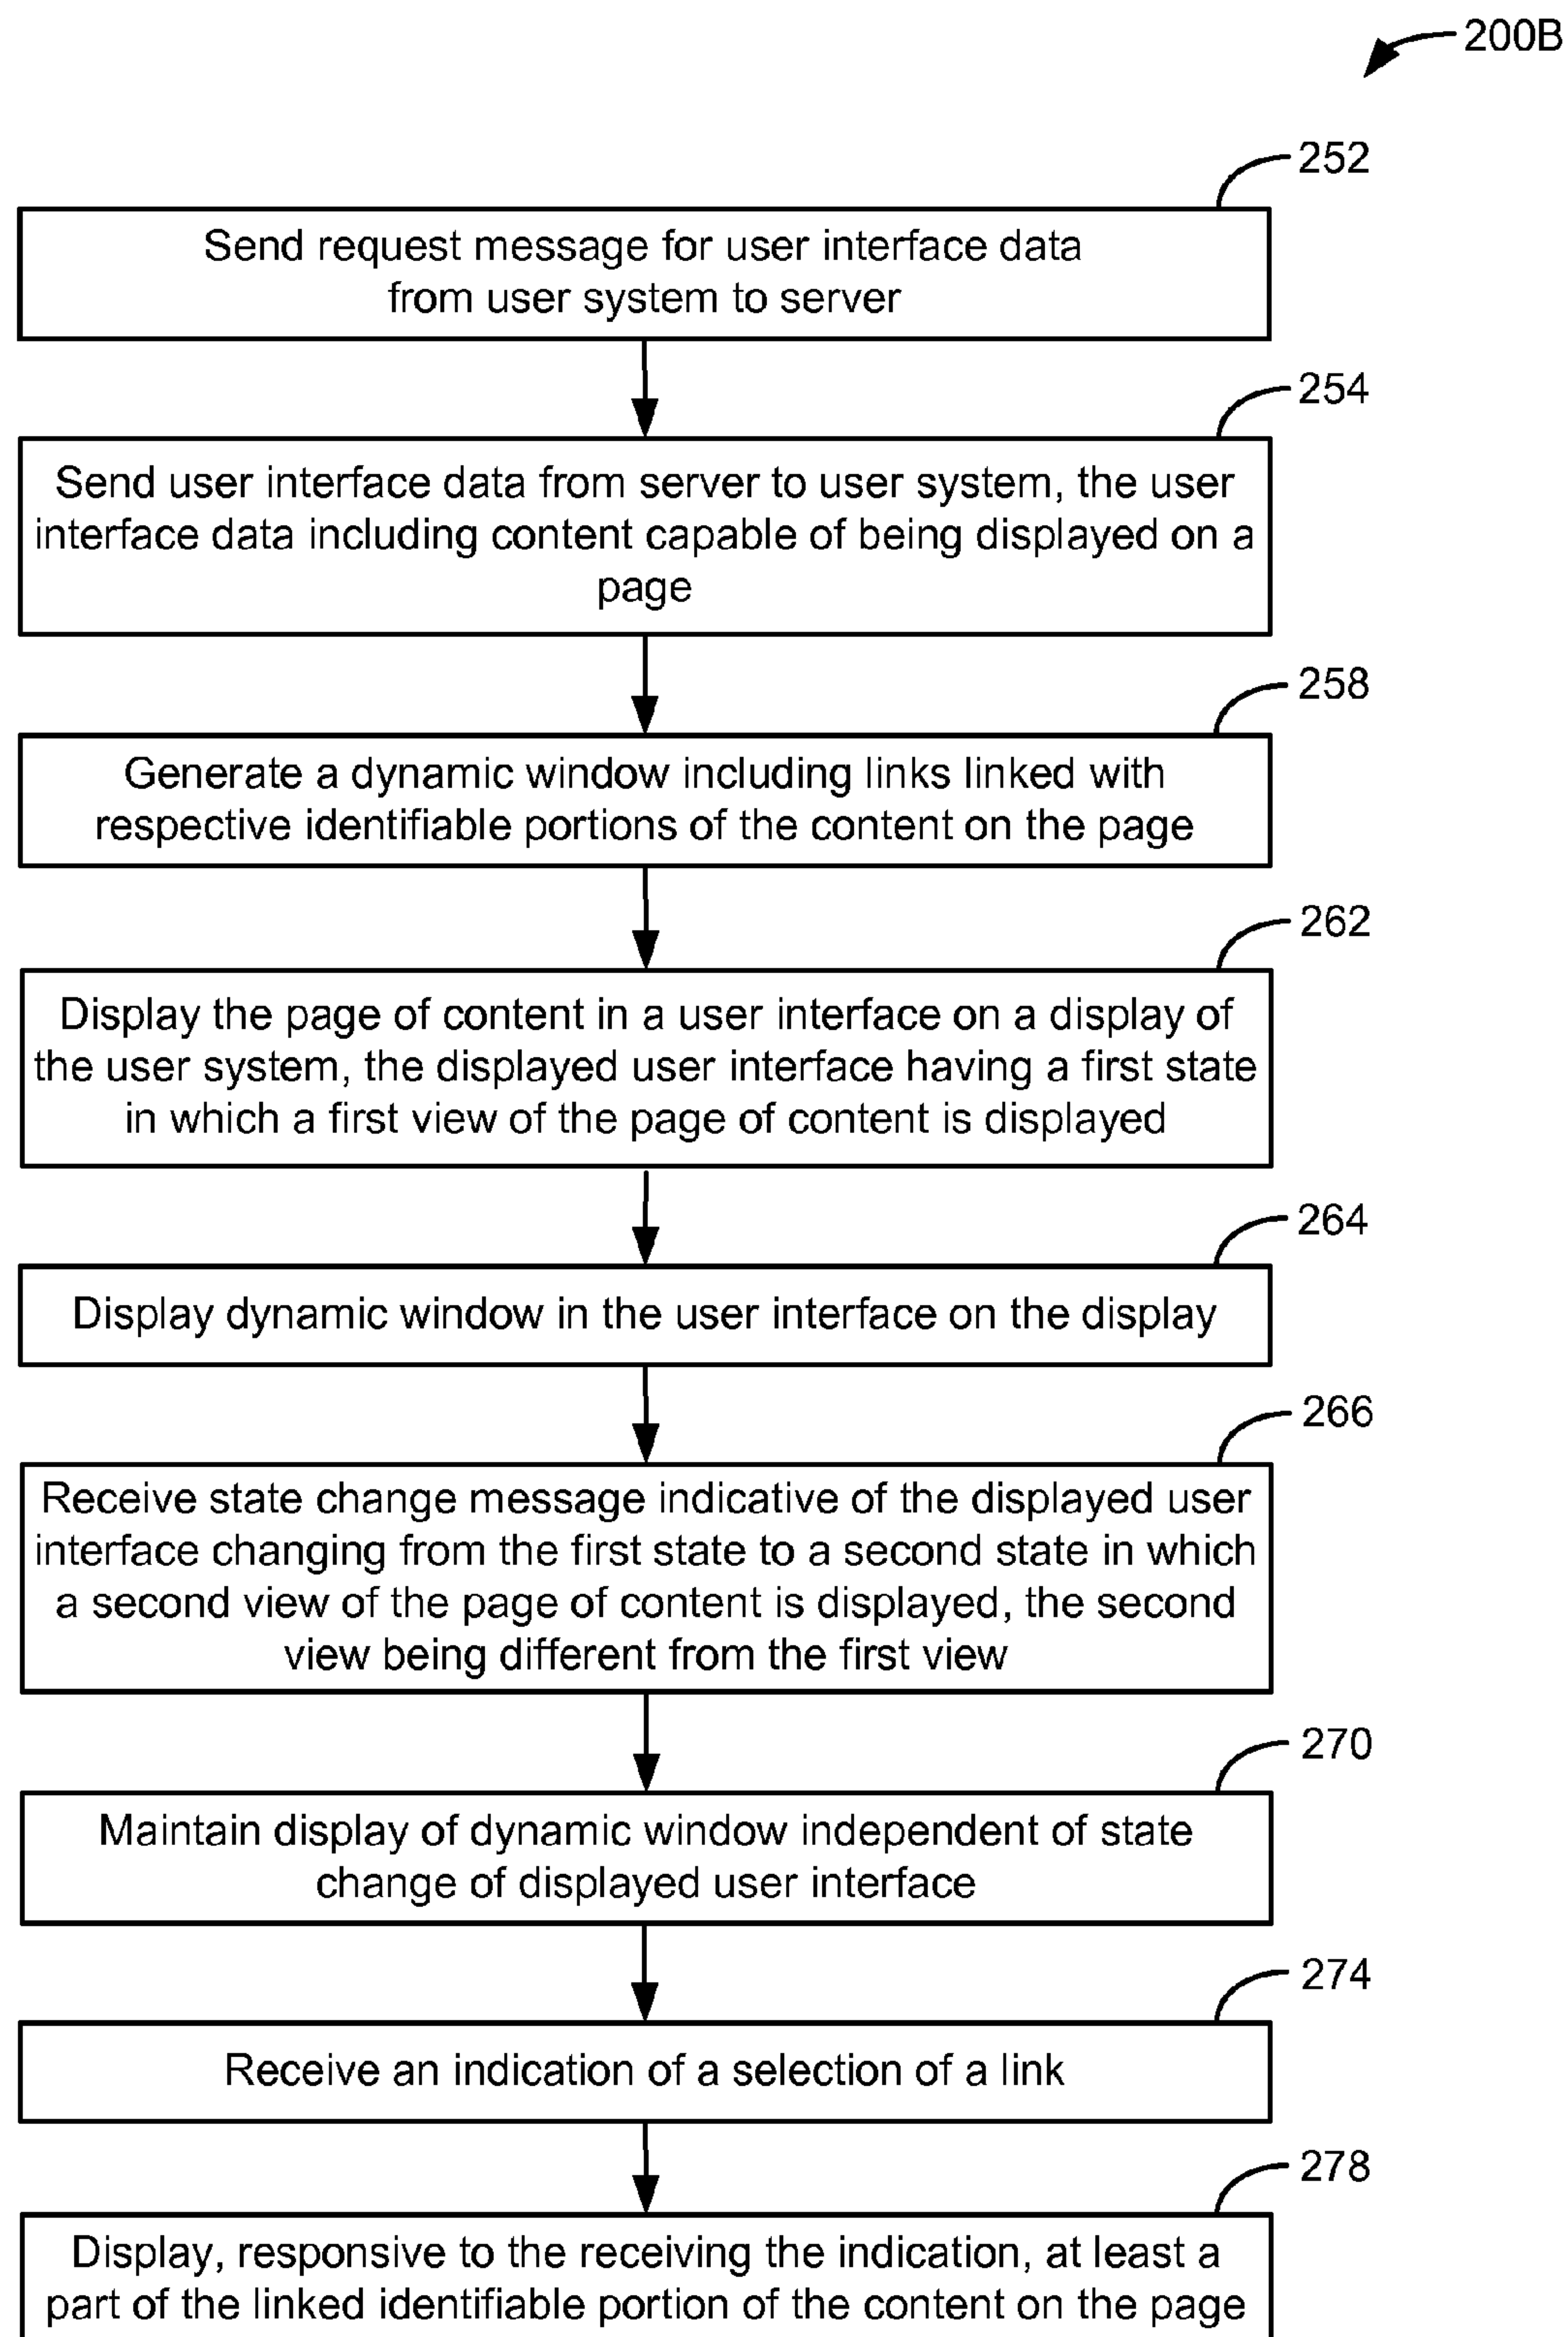 200B
252
Send request message for user interface data
from user system to server
254
Send user interface data from server to user system, the user
interface data including content capable of being displayed on a
page
258
Generate a dynamic window including links linked with
respective identifiable portions of the content on the page
262
Display the page of content in a user interface on a display of
the user system, the displayed user interface having a first state
in which a first view of the page of content is displayed
264
Display dynamic window in the user interface on the display
266
Receive state change message indicative of the displayed user
interface changing from the first state to a second state in which
a second view of the page of content is displayed, the second
view being different from the first view
270
Maintain display of dynamic window independent of state
change of displayed user interface
274
Receive an indication of a selection of a link
278
Display, responsive to the receiving the indication, at least a
part of the linked identifiable portion of the content on the page